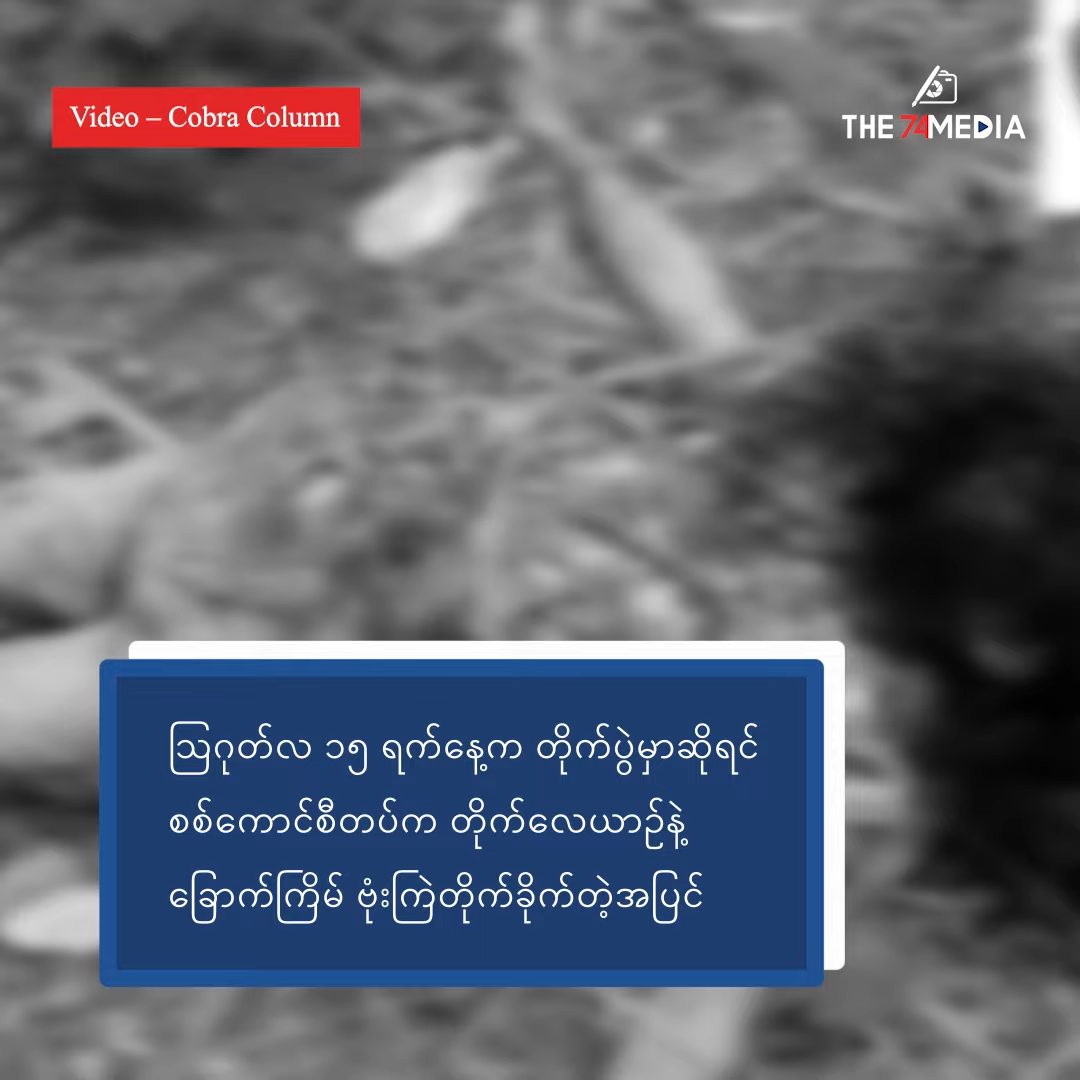 Video – Cobra Column
THE 74 MEDIA
ဩဂုတ်လ ၁၅ ရက်နေ့က တိုက်ပွဲမှာဆိုရင်
စစ်ကောင်စီတပ်က တိုက်လေယာဉ်နဲ့
ခြောက်ကြိမ် ဗုံးကြဲတိုက်ခိုက်တဲ့အပြင်